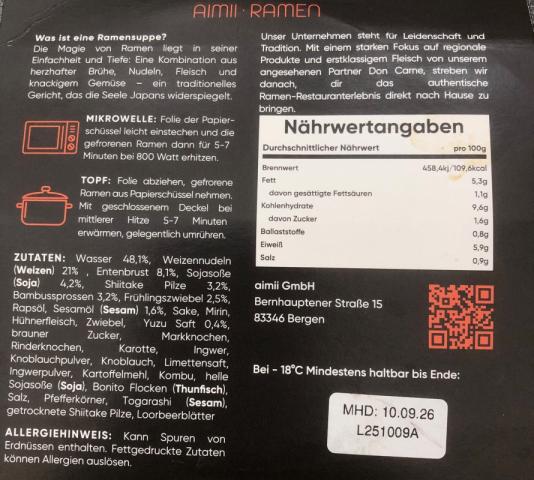 AIMII · RAMEN
Was ist eine Ramensuppe?
Die Magie von Ramen liegt in seiner
Einfachheit und Tiefe: Eine Kombination aus
herzhafter Brühe, Nudeln, Fleisch und
knackigem Gemüse – ein traditionelles
Gericht, das die Seele Japans widerspiegelt.
MIKROWELLE: Folie der Papier-
schüssel leicht einstechen und die
gefrorenen Ramen dann für 5-7
Minuten bei 800 Watt erhitzen.
TOPF: Folie abziehen, gefrorene
Ramen aus Papierschüssel nehmen.
Mit geschlossenem Deckel bei
mittlerer Hitze 5-7 Minuten
erwärmen, gelegentlich umrühren.
ZUTATEN: Wasser 48,1%, Weizennudeln
(Weizen) 21% , Entenbrust 8,1%, Sojasoße
(Soja) 4,2%, Shiitake Pilze 3,2%,
Bambussprossen 3,2%, Frühlingszwiebel 2,5%,
Rapsöl, Sesamöl (Sesam) 1,6%, Sake, Mirin,
Hühnerfleisch, Zwiebel, Yuzu Saft 0,4%,
brauner Zucker, Markknochen,
Rinderknochen, Karotte, Ingwer,
Knoblauchpulver, Knoblauch, Limettensaft,
Ingwerpulver, Kartoffelmehl, Kombu, helle
Sojasoße (Soja), Bonito Flocken (Thunfisch),
Salz, Pfefferkörner, Togarashi (Sesam),
getrocknete Shiitake Pilze, Loorbeerblätter
ALLERGIEHINWEIS: Kann Spuren von
Erdnüssen enthalten. Fettgedruckte Zutaten
können Allergien auslösen.
Unser Unternehmen steht für Leidenschaft und
Tradition. Mit einem starken Fokus auf regionale
Produkte und erstklassigem Fleisch von unserem
angesehenen Partner Don Carne, streben wir
danach, dir das authentische
Ramen-Restauranterlebnis direkt nach Hause zu
bringen.
Nährwertangaben
Durchschnittlicher Nährwert pro 100g
Brennwert 458,4kj/109,6kcal
Fett 5,3g
davon gesättigte Fettsäuren 1,1g
Kohlenhydrate 9,6g
davon Zucker 1,6g
Ballaststoffe 0,8g
Eiweiß 5,9g
Salz 0,9g
aimii GmbH
Bernhauptener Straße 15
83346 Bergen
Bei - 18°C Mindestens haltbar bis Ende:
MHD: 10.09.26
L251009A